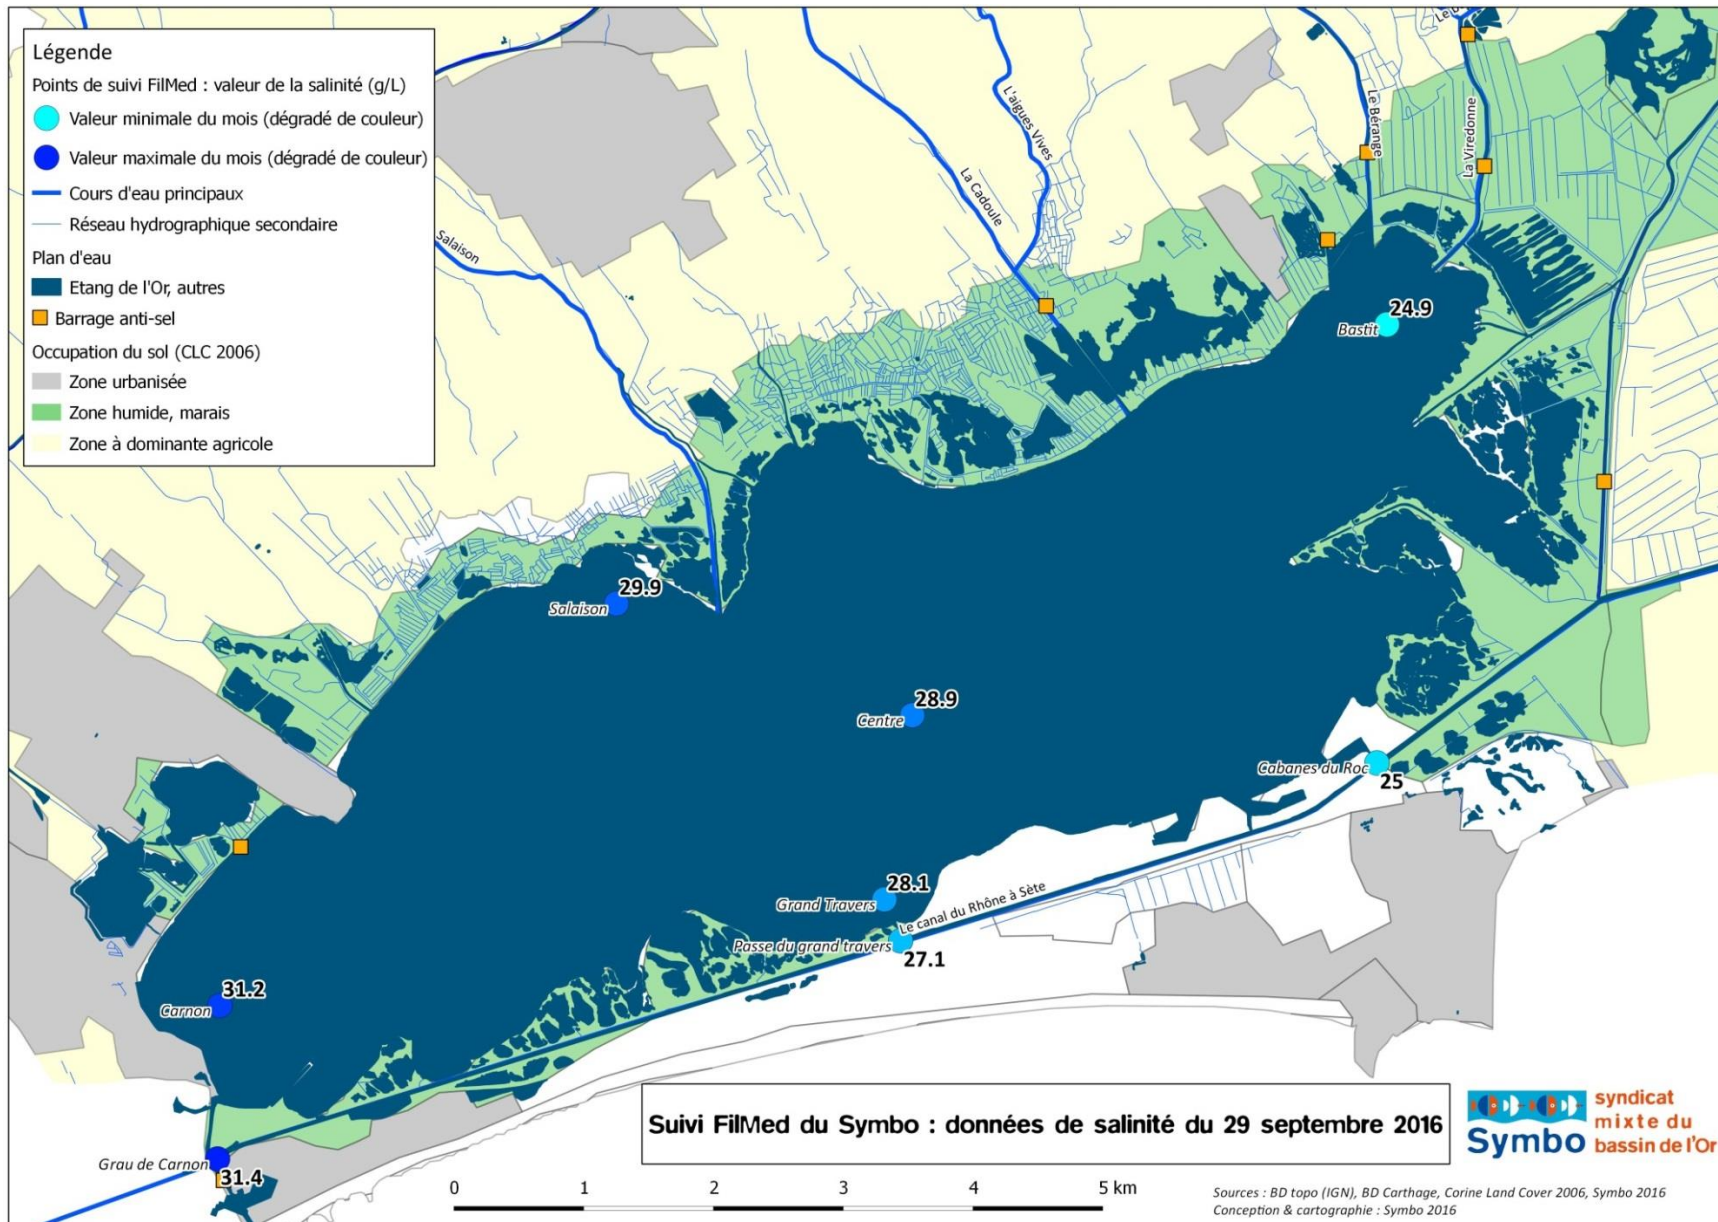 Légende
Points de suivi FilMed : valeur de la salinité (g/L)
Valeur minimale du mois (dégradé de couleur)
Valeur maximale du mois (dégradé de couleur)
Cours d'eau principaux
Réseau hydrographique secondaire
Plan d'eau
Etang de l'Or, autres
Barrage anti-sel
Occupation du sol (CLC 2006)
Zone urbanisée
Zone humide, marais
Zone à dominante agricole
Salaison
La Cadoule
L'aigues Vives
Le Bérange
La Viredonne
24.9
Bastit
29.9
Salaison
28.9
Centre
Cabanes du Roc
25
28.1
Grand Travers
Le canal du Rhône à Sète
Passe du grand travers
27.1
31.2
Carnon
Grau de Carnon
31.4
Suivi FilMed du Symbo : données de salinité du 29 septembre 2016
Symbo
syndicat
mixte du
bassin de l'Or
0 1 2 3 4 5 km
Sources : BD topo (IGN), BD Carthage, Corine Land Cover 2006, Symbo 2016
Conception & cartographie : Symbo 2016